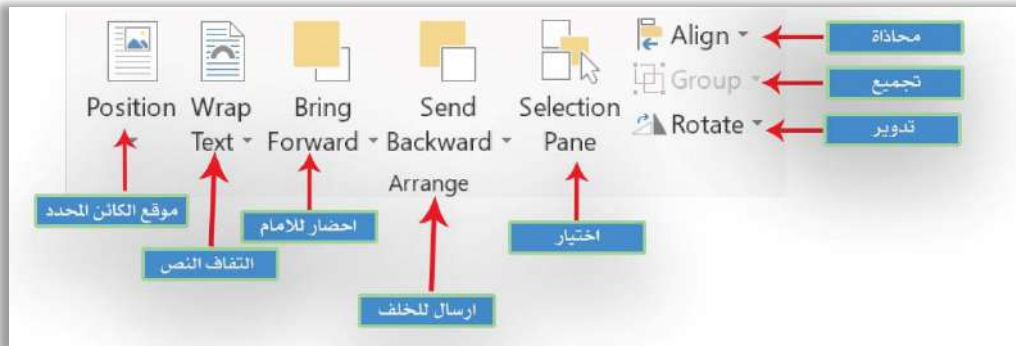 Align
محاذاة
Group
تجميع
Rotate
تدوير
Position
Wrap
Text
Bring
Forward
Send
Backward
Selection
Pane
Arrange
موقع الكائن المحدد
احضار للامام
اختيار
التفاف النص
ارسال للخلف